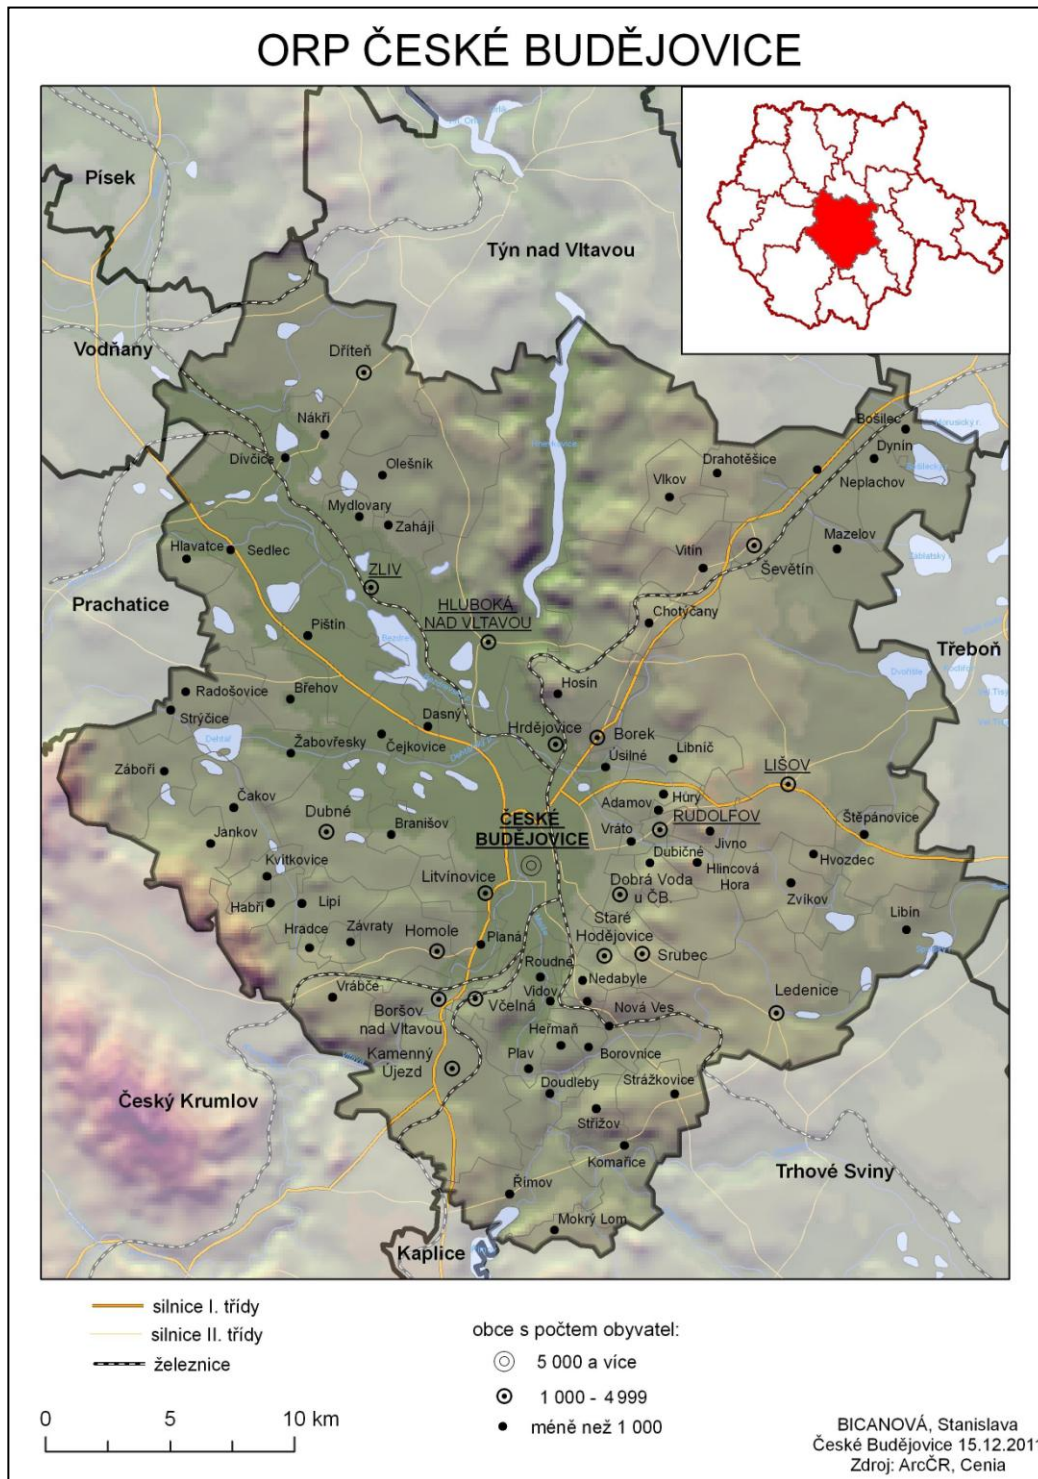 ORP ČESKÉ BUDĚJOVICE
Písek
Týn nad Vltavou
Vodňany
Dříteň
Nákří
Bošilec
Dívčice
Olešník
Drahotěšice
Dynín
Vlkov
Neplachov
Mydlovary
Zahájí
Hlavatce
Sedlec
Vitín
Ševětín
Mazelov
ZLIV
Prachatice
HLUBOKÁ
NAD VLTAVOU
Chotýčany
Pištín
Bezdrev
Třeboň
Dvořiště
Radošovice
Břehov
Hosín
Strýčice
Dasný
Hrdějovice
Borek
Dehtář
Žabovřesky
Čejkovice
Úsilné
Libníč
Záboří
LIŠOV
Čakov
Hůry
Adamov
Dubné
Branišov
ČESKÉ
BUDĚJOVICE
Vráto
RUDOLFOV
Štěpánovice
Jankov
Jivno
Kvítkovice
Litvínovice
Dubičné
Hlincová
Hora
Hvozdec
Habří
Lipí
Dobrá Voda
u ČB.
Zvíkov
Libín
Hradce
Závraty
Homole
Planá
Staré
Hodějovice
Srubec
Roudné
Nedabyle
Vrábče
Boršov
nad Vltavou
Včelná
Vidov
Nová Ves
Ledenice
Heřmaň
Kamenný
Újezd
Plav
Borovnice
Doudleby
Strážkovice
Český Krumlov
Střížov
Komařice
Trhové Sviny
Římov
Mokrý Lom
Kaplice
silnice I. třídy
silnice II. třídy
železnice
obce s počtem obyvatel:
5 000 a více
1 000 - 4 999
méně než 1 000
0 5 10 km
BICANOVÁ, Stanislava
České Budějovice 15.12.2011
Zdroj: ArcČR, Cenia